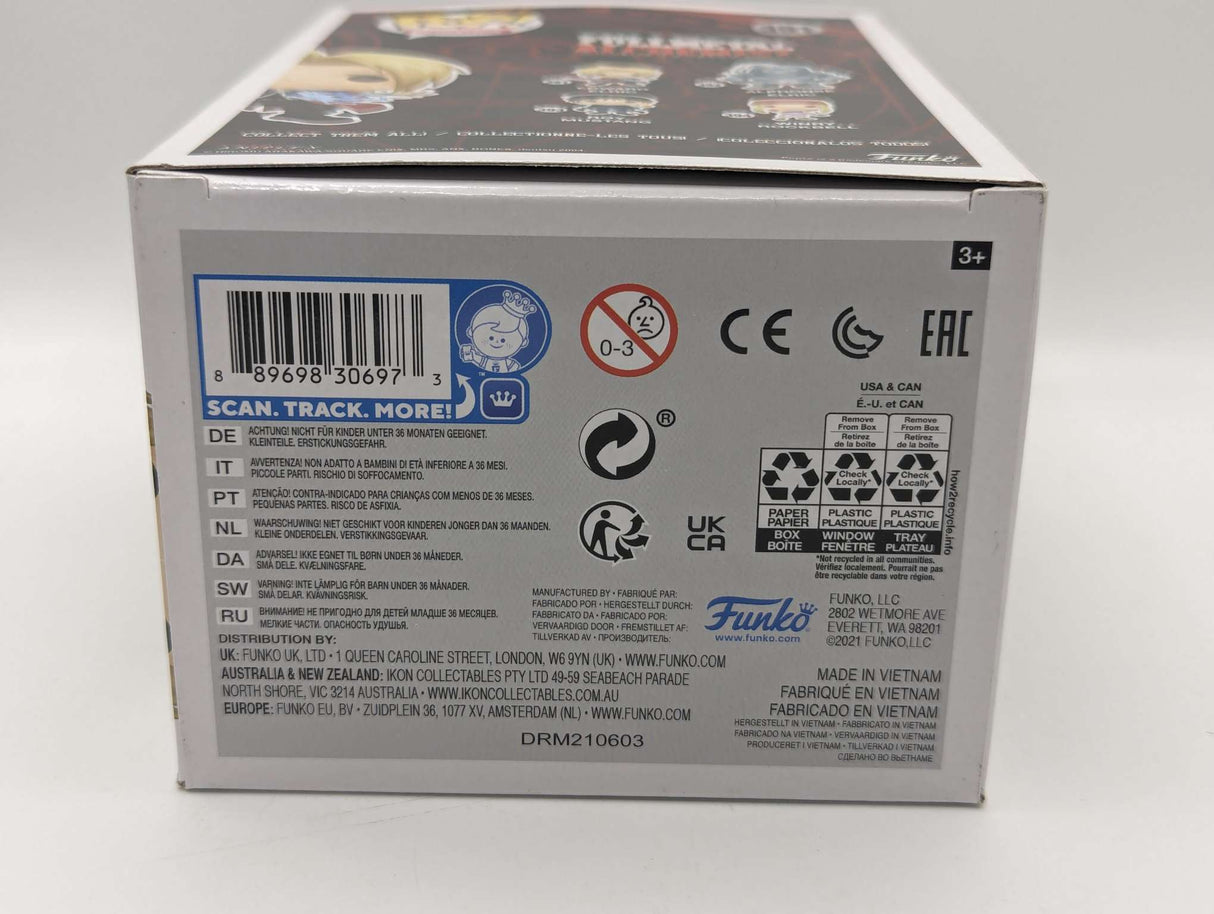 FULLMETAL
ALCHEMIST
ELRIC
ELRIC
ROY
MUSTANG
WINRY
ROCKBELL
COLLECT THEM ALL! / COLLECTIONNE-LES TOUS! / ¡COLECCIONALOS TODOS!
Funko
3+
8 89698 30697 3
SCAN. TRACK. MORE!
TM
0-3
CE
EAC
®
UK
CA
USA & CAN
É.-U. et CAN
Remove
From Box
Retirez
de la boîte
Remove
From Box
Retirez
de la boîte
Check
Locally*
Check
Locally*
PAPER
PAPIER
PLASTIC
PLASTIQUE
PLASTIC
PLASTIQUE
BOX
BOÎTE
WINDOW
FENÊTRE
TRAY
PLATEAU
how2recycle.info
*Not recycled in all communities.
Vérifiez localement. Pourrait ne pas
être recyclable dans votre région.
DE ACHTUNG! NICHT FÜR KINDER UNTER 36 MONATEN GEEIGNET.
KLEINTEILE. ERSTICKUNGSGEFAHR.
IT AVVERTENZA! NON ADATTO A BAMBINI DI ETÀ INFERIORE A 36 MESI.
PICCOLE PARTI. RISCHIO DI SOFFOCAMENTO.
PT ATENÇÃO! CONTRA-INDICADO PARA CRIANÇAS COM MENOS DE 36 MESES.
PEQUENAS PARTES. RISCO DE ASFIXIA.
NL WAARSCHUWING! NIET GESCHIKT VOOR KINDEREN JONGER DAN 36 MAANDEN.
KLEINE ONDERDELEN. VERSTIKKINGSGEVAAR.
DA ADVARSEL! IKKE EGNET TIL BØRN UNDER 36 MÅNEDER.
SMÅ DELE. KVÆLNINGSFARE.
SW VARNING! INTE LÄMPLIG FÖR BARN UNDER 36 MÅNADER.
SMÅ DELAR. KVÄVNINGSRISK.
RU ВНИМАНИЕ! НЕ ПРИГОДНО ДЛЯ ДЕТЕЙ МЛАДШЕ 36 МЕСЯЦЕВ.
МЕЛКИЕ ЧАСТИ. ОПАСНОСТЬ УДУШЬЯ.
MANUFACTURED BY • FABRIQUÉ PAR:
FABRICADO POR • HERGESTELLT DURCH:
FABBRICATO DA • FABRICADO POR:
VERVAARDIGD DOOR • FREMSTILLET AF:
TILLVERKAD AV • ПРОИЗВОДИТЕЛЬ:
Funko
www.funko.com
FUNKO, LLC
2802 WETMORE AVE
EVERETT, WA 98201
©2021 FUNKO,LLC
DISTRIBUTION BY:
UK: FUNKO UK, LTD • 1 QUEEN CAROLINE STREET, LONDON, W6 9YN (UK) • WWW.FUNKO.COM
AUSTRALIA & NEW ZEALAND: IKON COLLECTABLES PTY LTD 49-59 SEABEACH PARADE
NORTH SHORE, VIC 3214 AUSTRALIA • WWW.IKONCOLLECTABLES.COM.AU
EUROPE: FUNKO EU, BV • ZUIDPLEIN 36, 1077 XV, AMSTERDAM (NL) • WWW.FUNKO.COM
DRM210603
MADE IN VIETNAM
FABRIQUÉ EN VIETNAM
FABRICADO EN VIETNAM
HERGESTELLT IN VIETNAM • FABBRICATO IN VIETNAM
FABRICADO NA VIETNAM • VERVAARDIGD IN VIETNAM
PRODUCERET I VIETNAM • TILLVERKAD I VIETNAM
СДЕЛАНО ВО ВЬЕТНАМЕ